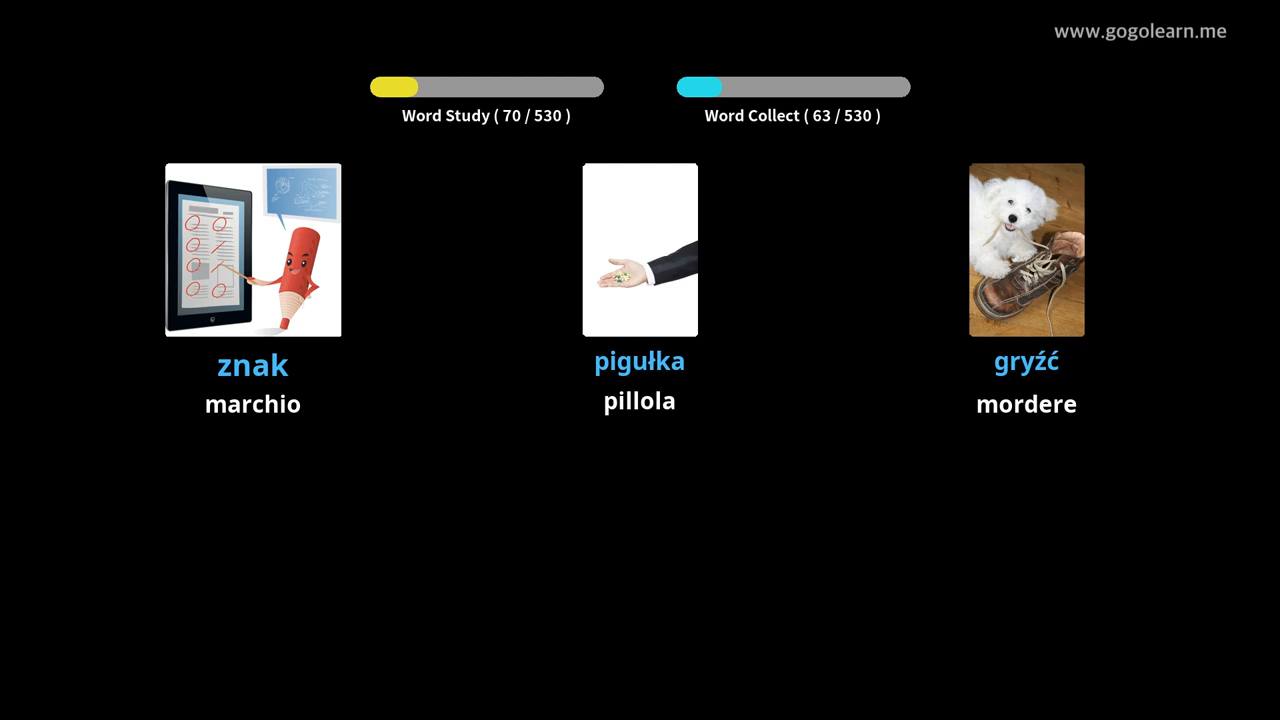 www.gogolearn.me
Word Study ( 70 / 530 )
Word Collect ( 63 / 530 )
znak
marchio
pigułka
pillola
gryźć
mordere